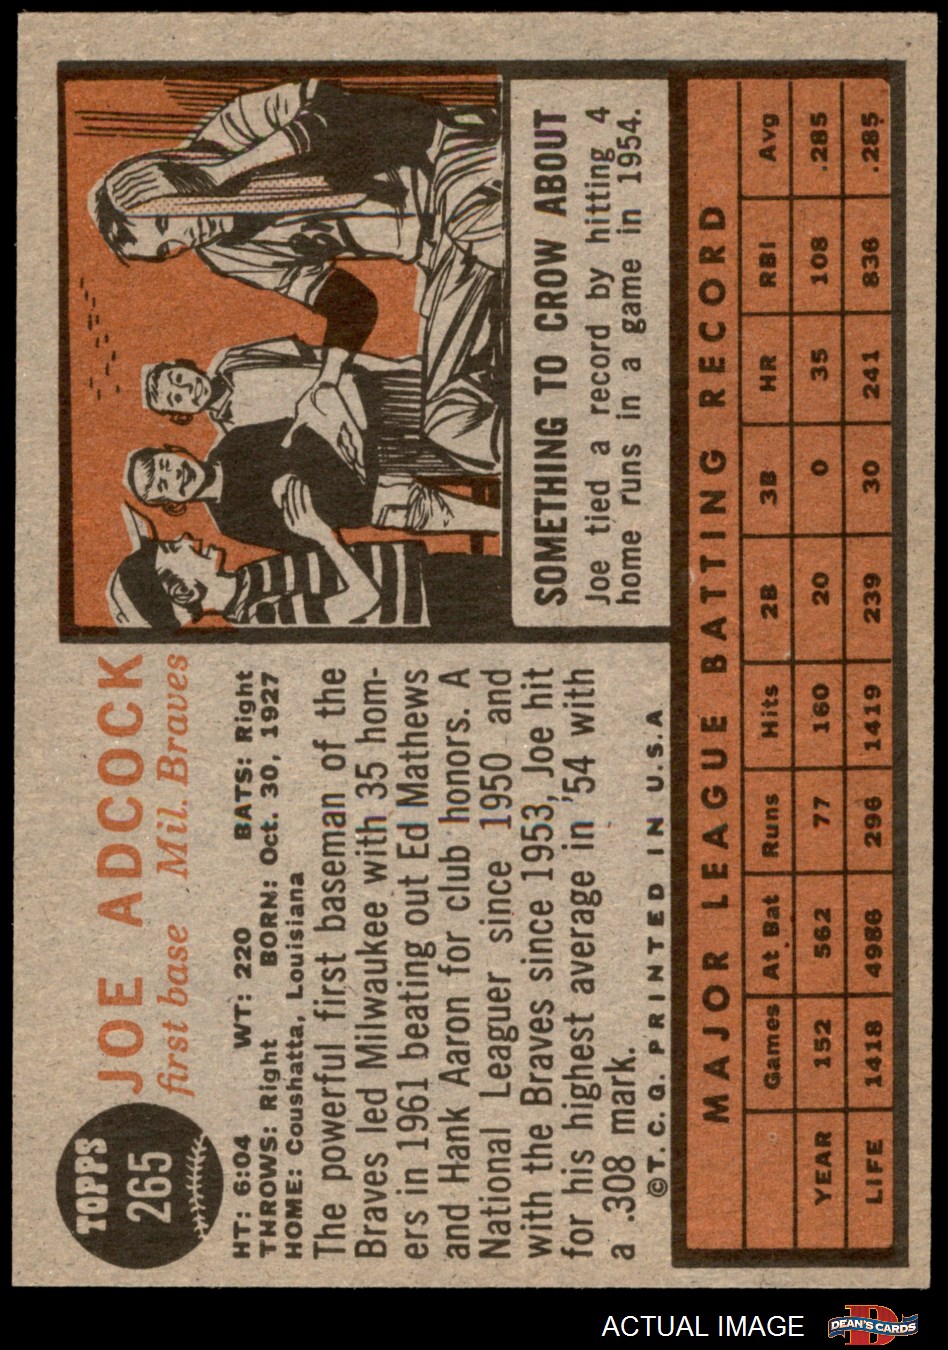 TOPPS
265
JOE ADCOCK
first base Mil. Braves
HT: 6:04 WT: 220 BATS: Right
THROWS: Right BORN: Oct. 30, 1927
HOME: Coushatta, Louisiana
The powerful first baseman of the
Braves led Milwaukee with 35 hom-
ers in 1961 beating out Ed Mathews
and Hank Aaron for club honors. A
National Leaguer since 1950 and
with the Braves since 1953, Joe hit
for his highest average in '54 with
a .308 mark.
©T. C. G. PRINTED IN U.S.A
SOMETHING TO CROW ABOUT
Joe tied a record by hitting 4
home runs in a game in 1954.
MAJOR LEAGUE BATTING RECORD
Games At Bat Runs Hits 2B 3B HR RBI Avg
YEAR 152 562 77 160 20 0 35 108 .285
LIFE 1418 4986 296 1419 239 30 241 836 .285
ACTUAL IMAGE
DEAN'S CARDS